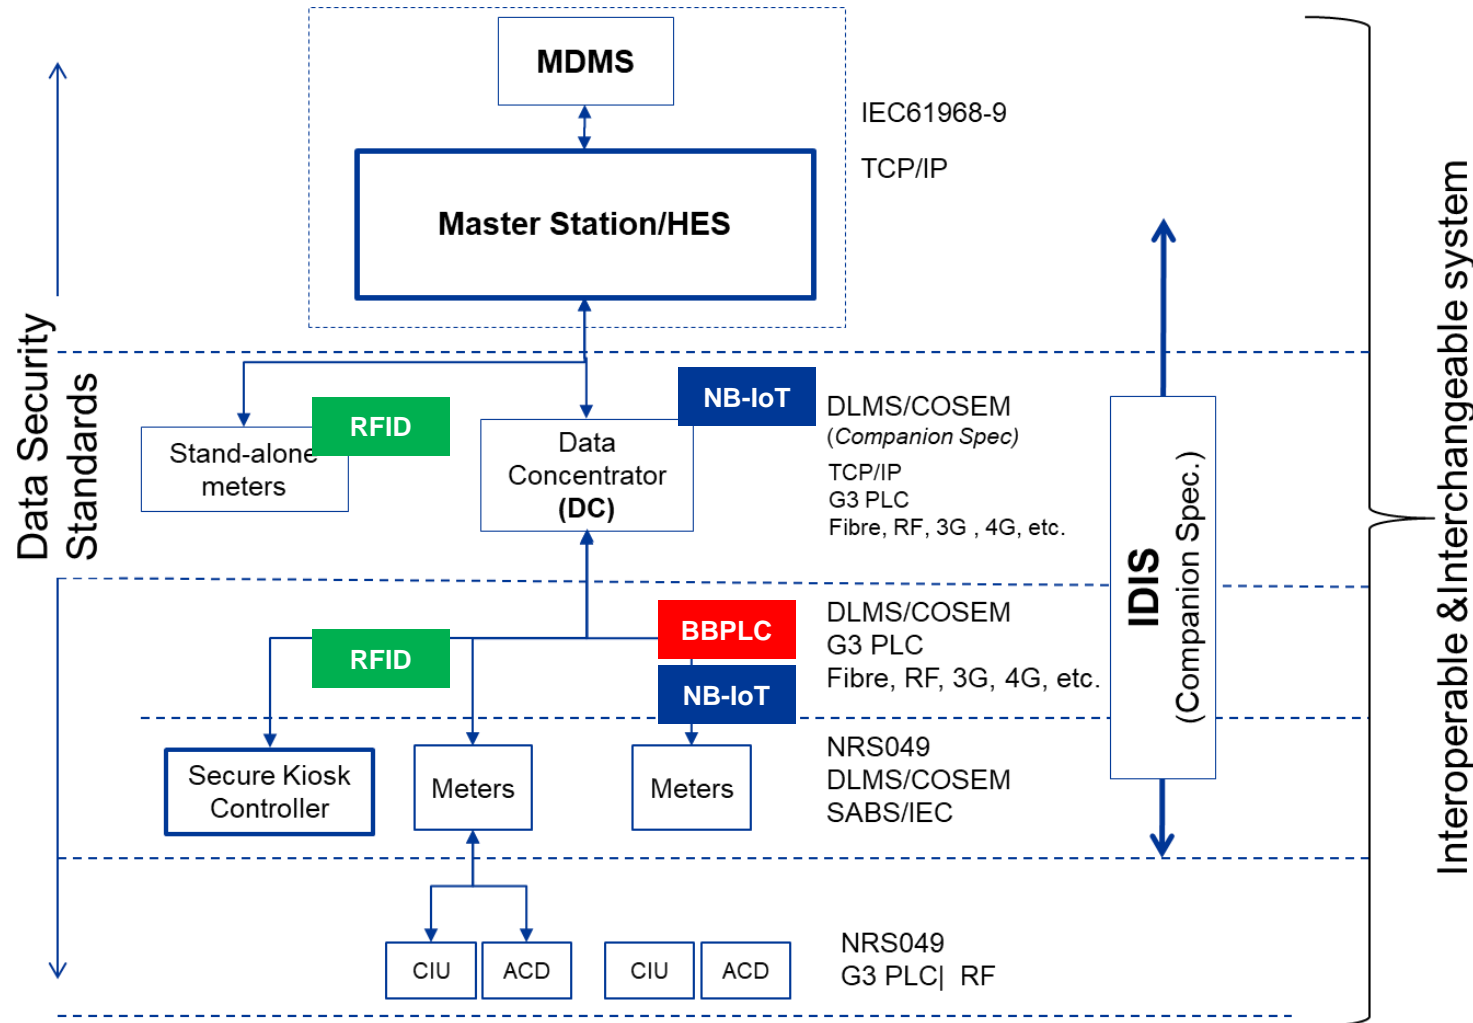 MDMS
IEC61968-9
TCP/IP
Master Station/HES
Data Security
Standards
NB-IoT
RFID
Stand-alone
meters
Data
Concentrator
(DC)
DLMS/COSEM
(Companion Spec)
TCP/IP
G3 PLC
Fibre, RF, 3G , 4G, etc.
IDIS
(Companion Spec.)
Interoperable &Interchangeable system
RFID
BBPLC
NB-IoT
DLMS/COSEM
G3 PLC
Fibre, RF, 3G, 4G, etc.
Secure Kiosk
Controller
Meters
Meters
NRS049
DLMS/COSEM
SABS/IEC
CIU
ACD
CIU
ACD
NRS049
G3 PLC| RF